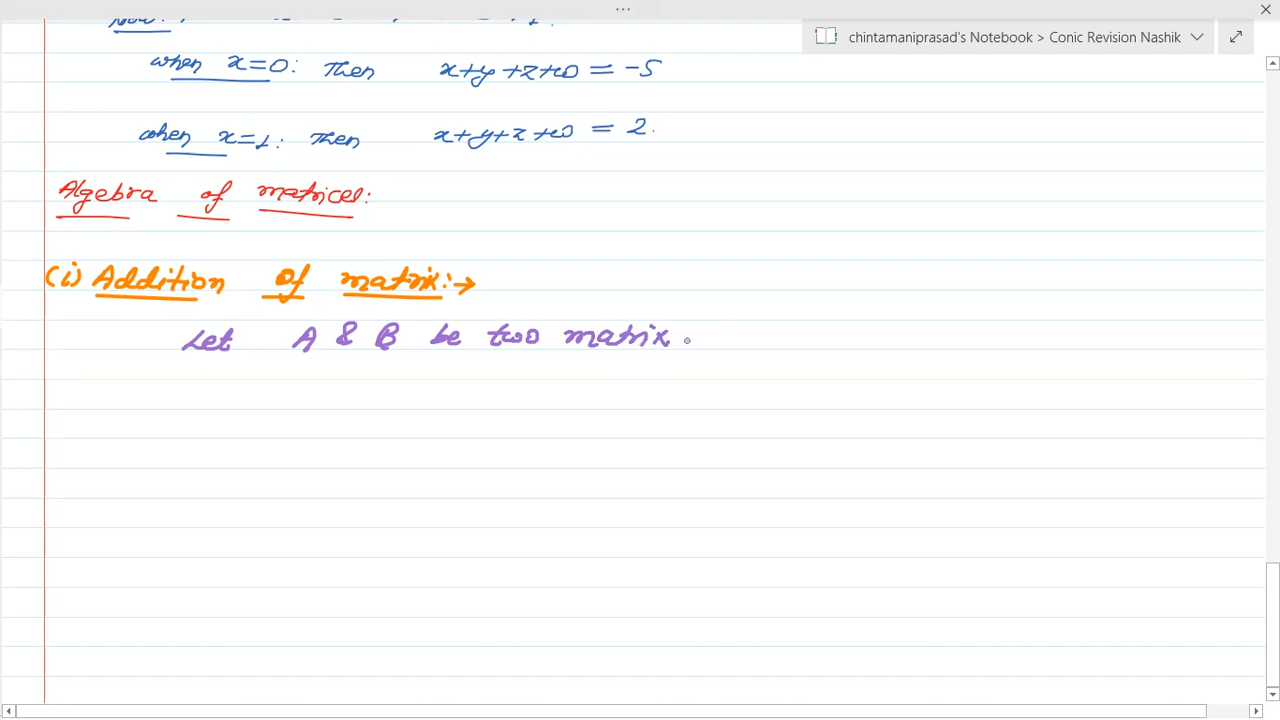 ...
chintamaniprasad's Notebook > Conic Revision Nashik
Now:
when x=0: then x+y+z+ω = -5
when x=1: then x+y+z+ω = 2.
Algebra of matrices:
(i) Addition of matrix:→
Let A & B be two matrix